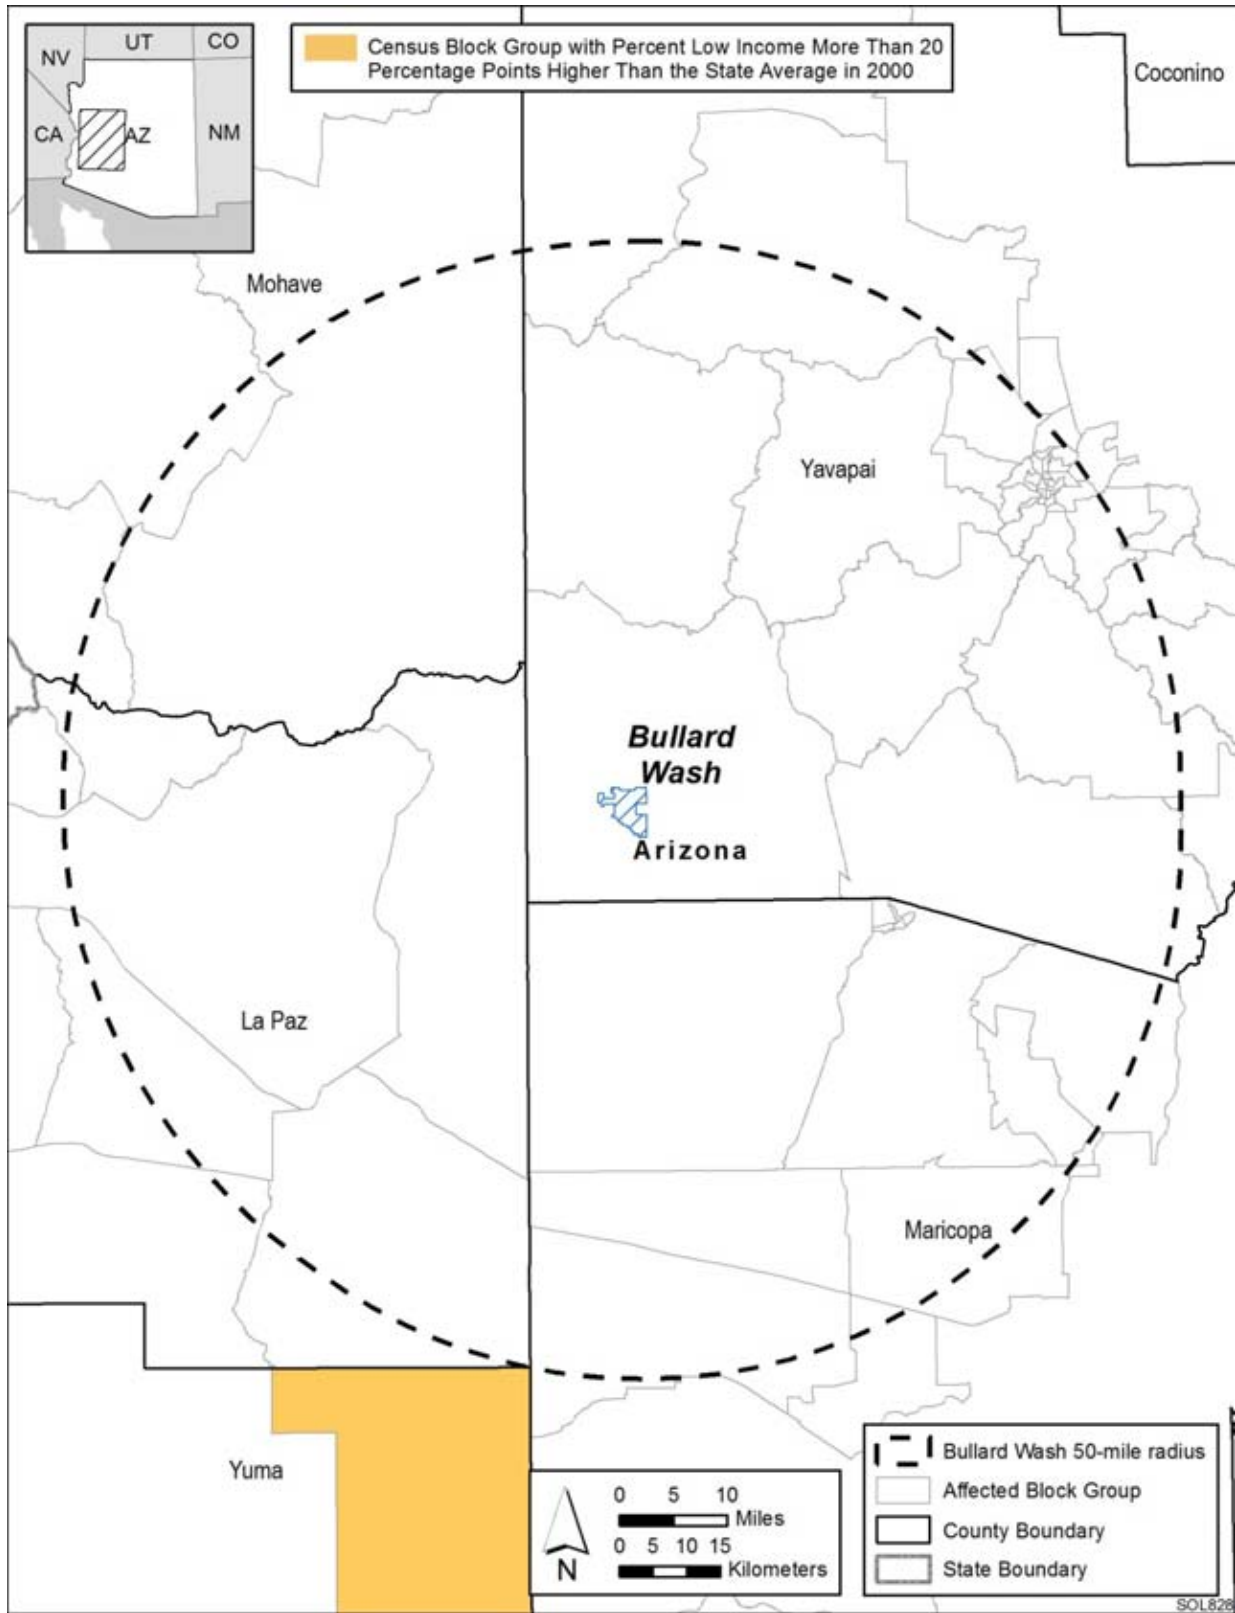 NV
UT
CO
CA
AZ
NM
Census Block Group with Percent Low Income More Than 20
Percentage Points Higher Than the State Average in 2000
Coconino
Mohave
Yavapai
Bullard
Wash
Arizona
La Paz
Maricopa
Yuma
N
0 5 10
Miles
0 5 10 15
Kilometers
Bullard Wash 50-mile radius
Affected Block Group
County Boundary
State Boundary
SOL828